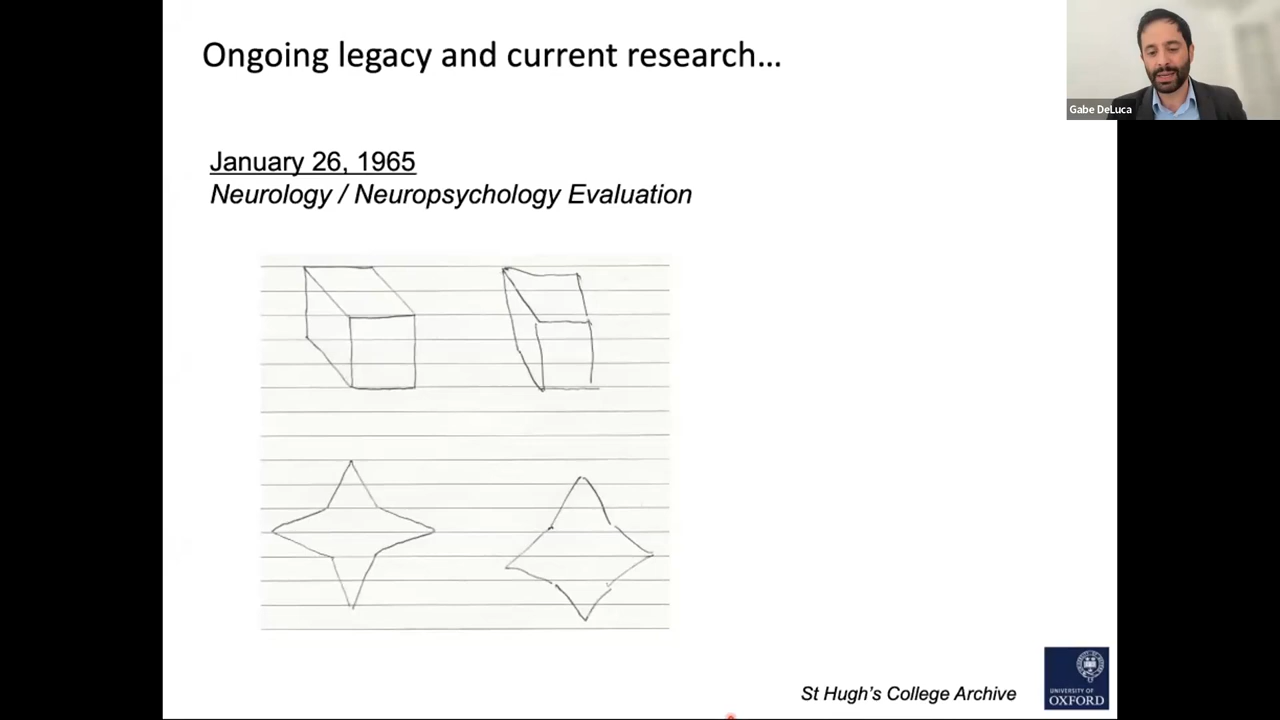 Ongoing legacy and current research...
Gabe DeLuca
January 26, 1965
Neurology / Neuropsychology Evaluation
St Hugh's College Archive
UNIVERSITY OF
OXFORD